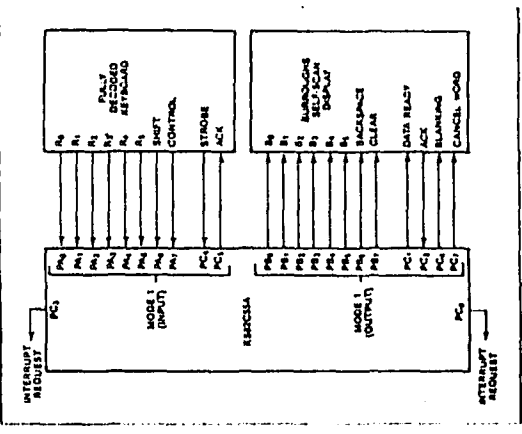 FULLY
DECODED
KEYBOARD
R₀
R₁
R₂
R₃
R₄
R₅
SHIFT
CONTROL
STROBE
ACK
BURROUGHS
SELF-SCAN
DISPLAY
B₀
B₁
B₂
B₃
B₄
B₅
BACKSPACE
CLEAR
DATA READY
ACK
BLANKING
CANCEL WORD
PC₃
PA₀
PA₁
PA₂
PA₃
PA₄
PA₅
PA₆
PA₇
PC₄
PC₅
MODE 1
(INPUT)
KS82C55A
PB₀
PB₁
PB₂
PB₃
PB₄
PB₅
PB₆
PB₇
PC₁
PC₂
PC₆
PC₇
MODE 1
(OUTPUT)
PC₀
INTERRUPT
REQUEST
INTERRUPT
REQUEST